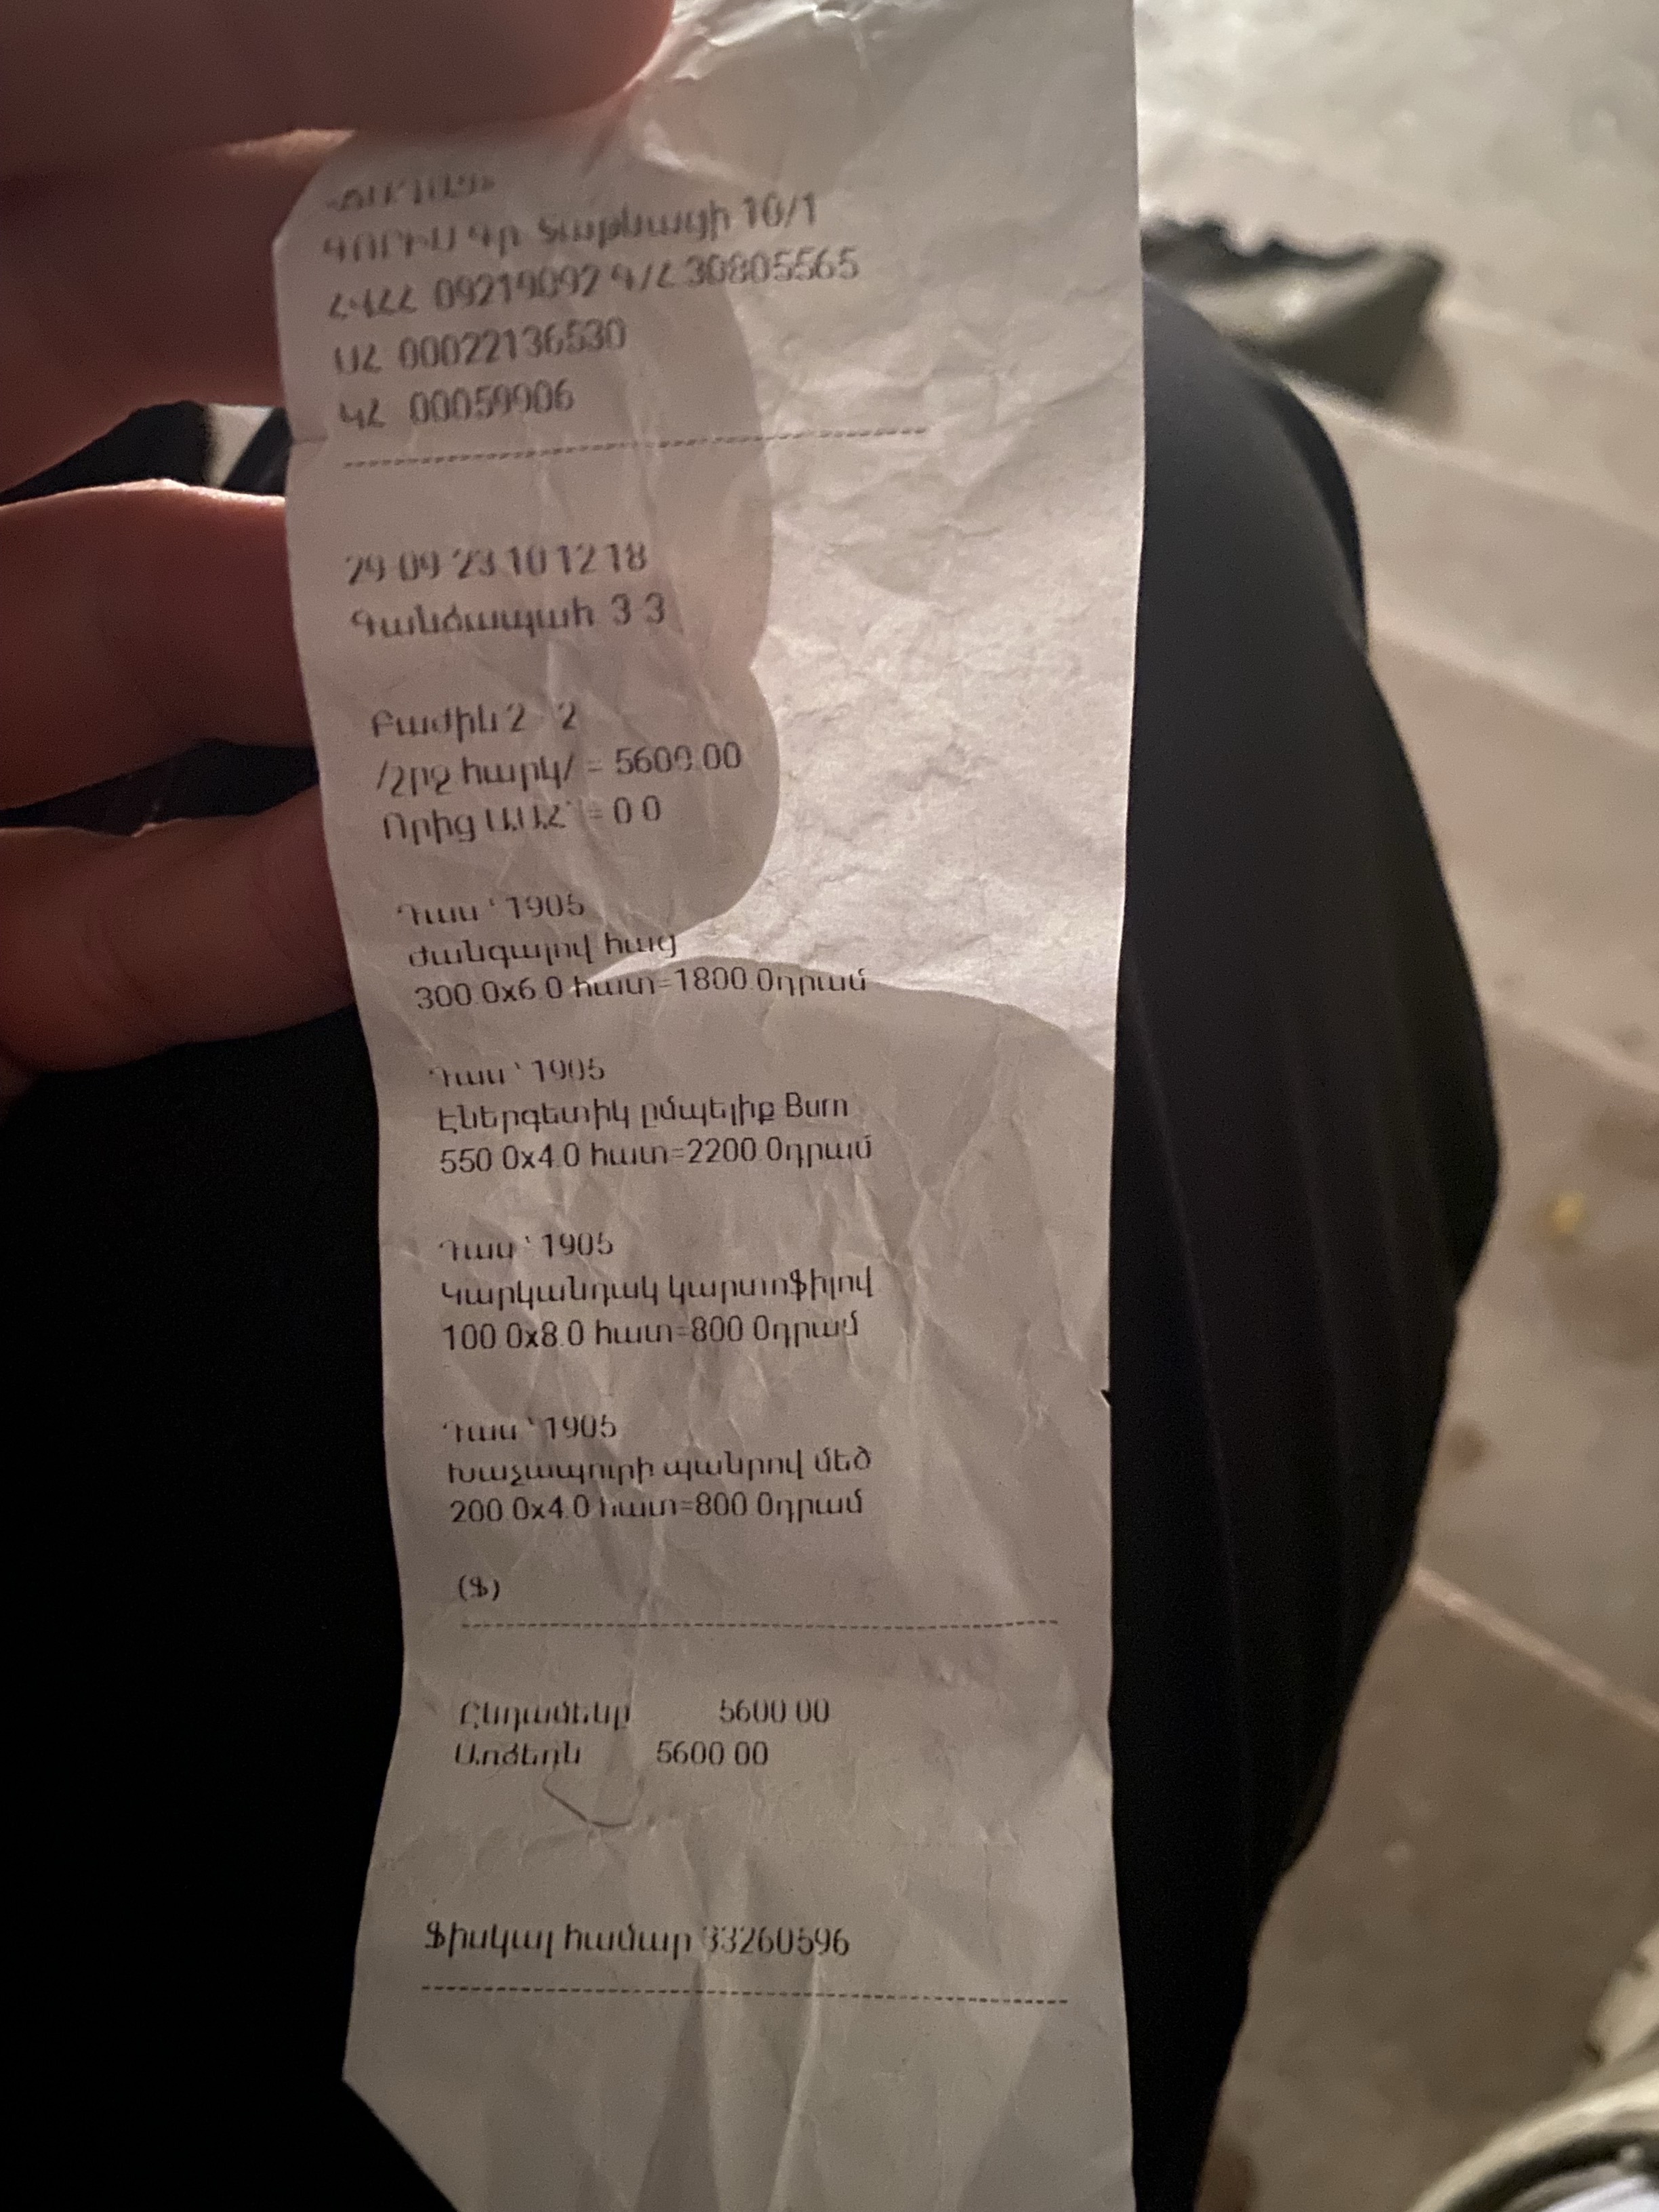 ԳՈՐԻՍ Գր Տաթևացի 10/1
ՀՎՀՀ 09219092 Գ/Հ 30805565
ՍՀ 00022136530
ԿՀ 00059906
29 09 23 10 12 18
Գանձապահ 3 3
Բաժին 2 2
/շրջ հարկ/ = 5600.00
Որից ԱԱՀ = 0 0
Դաս ՝ 1905
Ժանգալով հաց
300.0x6.0 հատ=1800.0դրամ
Դաս ՝ 1905
Էներգետիկ ըմպելիք Burn
550.0x4.0 հատ=2200.0դրամ
Դաս ՝ 1905
Կարկանդակ կարտոֆիլով
100.0x8.0 հատ=800.0դրամ
Դաս ՝ 1905
Խաչապուրի պանրով մեծ
200.0x4.0 հատ=800.0դրամ
(Ֆ)
Ընդամենը 5600.00
Առձեռն 5600.00
Ֆիսկալ համար 33260596